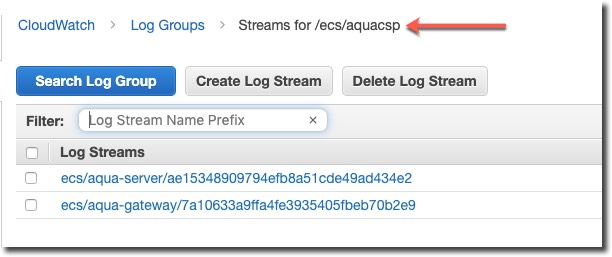 CloudWatch > Log Groups > Streams for /ecs/aquacsp
Search Log Group Create Log Stream Delete Log Stream
Filter: Log Stream Name Prefix ×
Log Streams
ecs/aqua-server/ae15348909794efb8a51cde49ad434e2
ecs/aqua-gateway/7a10633a9ffa4fe3935405fbeb70b2e9